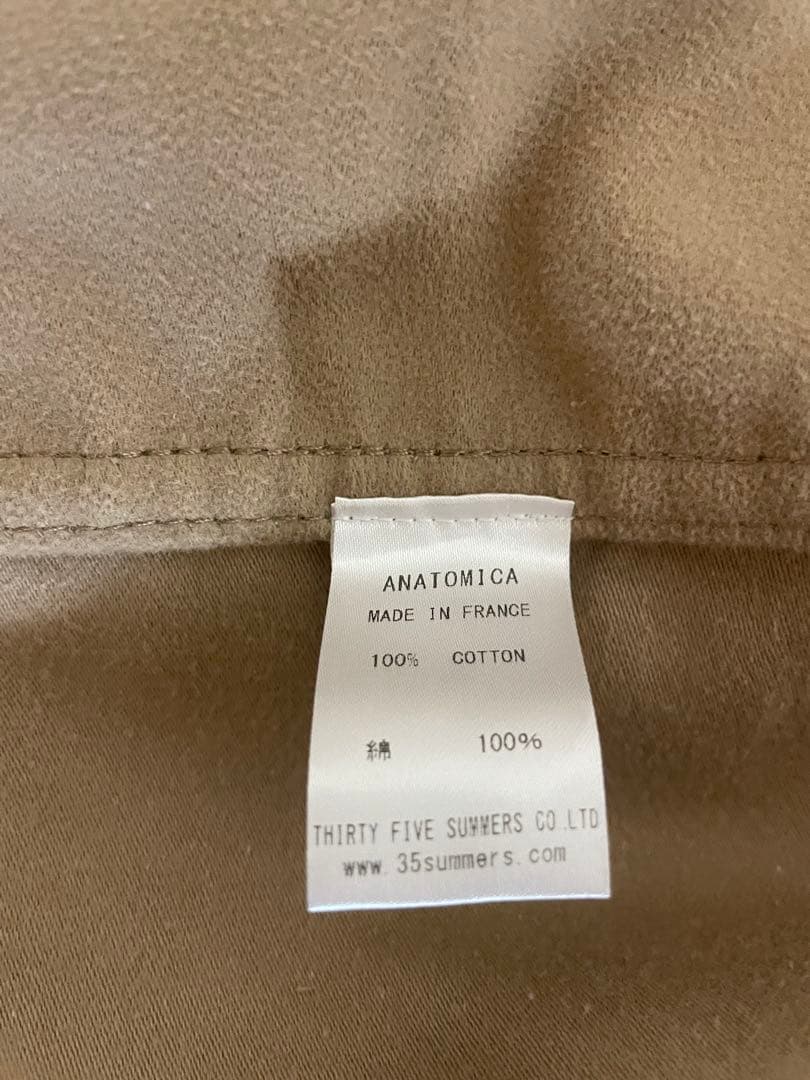 ANATOMICA
MADE IN FRANCE
100% COTTON
綿 100%
THIRTY FIVE SUMMERS CO.LTD
www.35summers.com